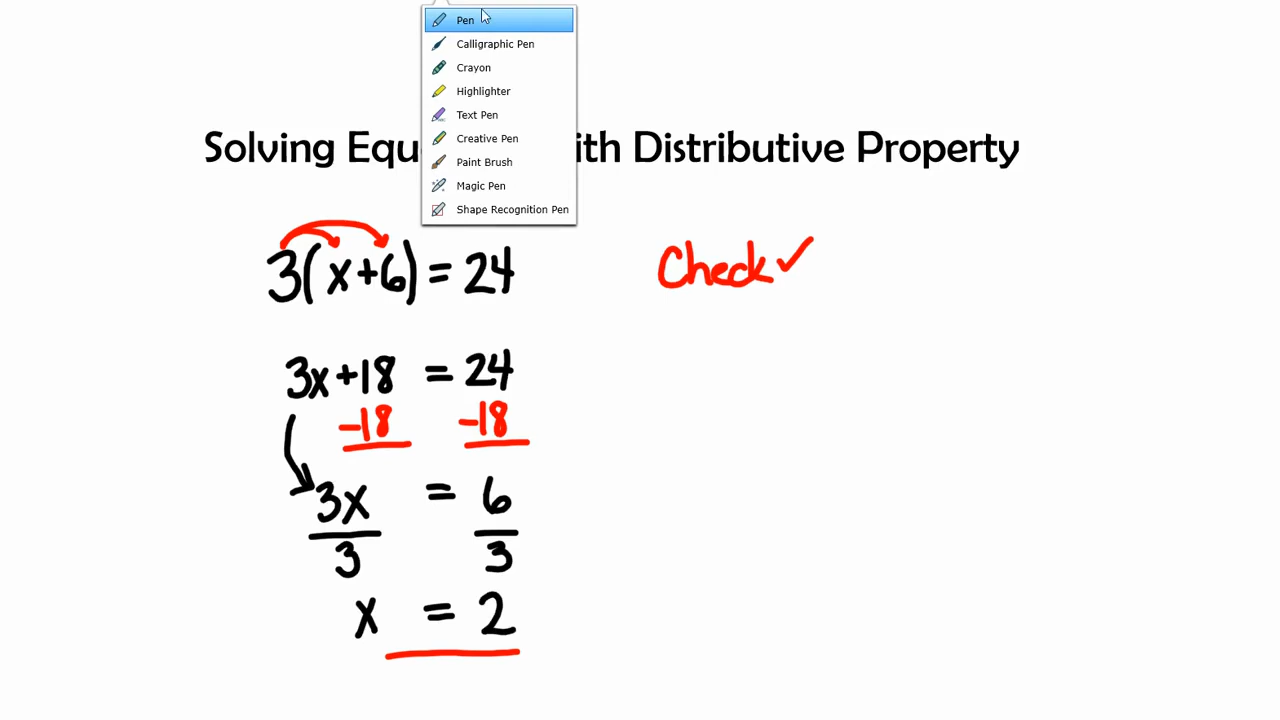 Pen
Calligraphic Pen
Crayon
Highlighter
Text Pen
Creative Pen
Paint Brush
Magic Pen
Shape Recognition Pen
Solving Equ ith Distributive Property
3(x+6)=24
Check✓
3x+18 = 24
-18 -18
3x = 6
3 3
x = 2